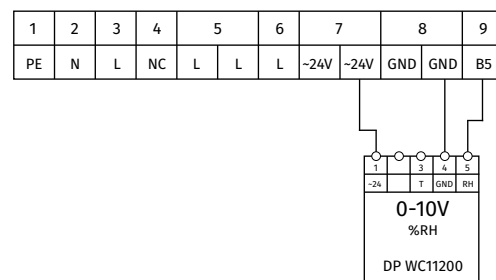 1 2 3 4 5 6 7 8 9
PE N L NC L L L ~24V ~24V GND GND B5
1 3 4 5
~24 T GND RH
0-10V
%RH
DP WC11200